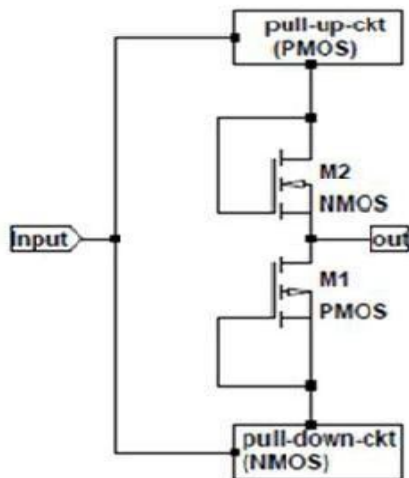 pull-up-ckt
(PMOS)
M2
NMOS
Input
out
M1
PMOS
pull-down-ckt
(NMOS)